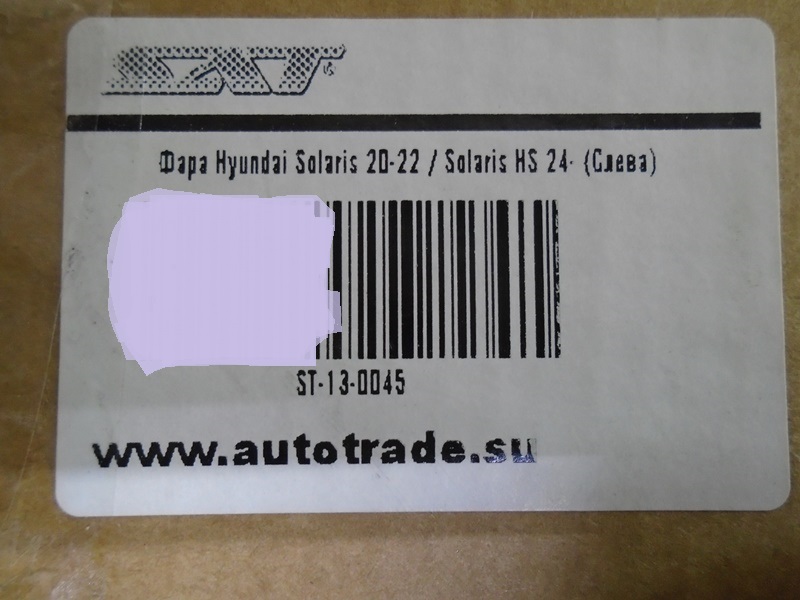 SAT®
Фара Hyundai Solaris 20-22 / Solaris HS 24- (Слева)
ST-13-0045
www.autotrade.su